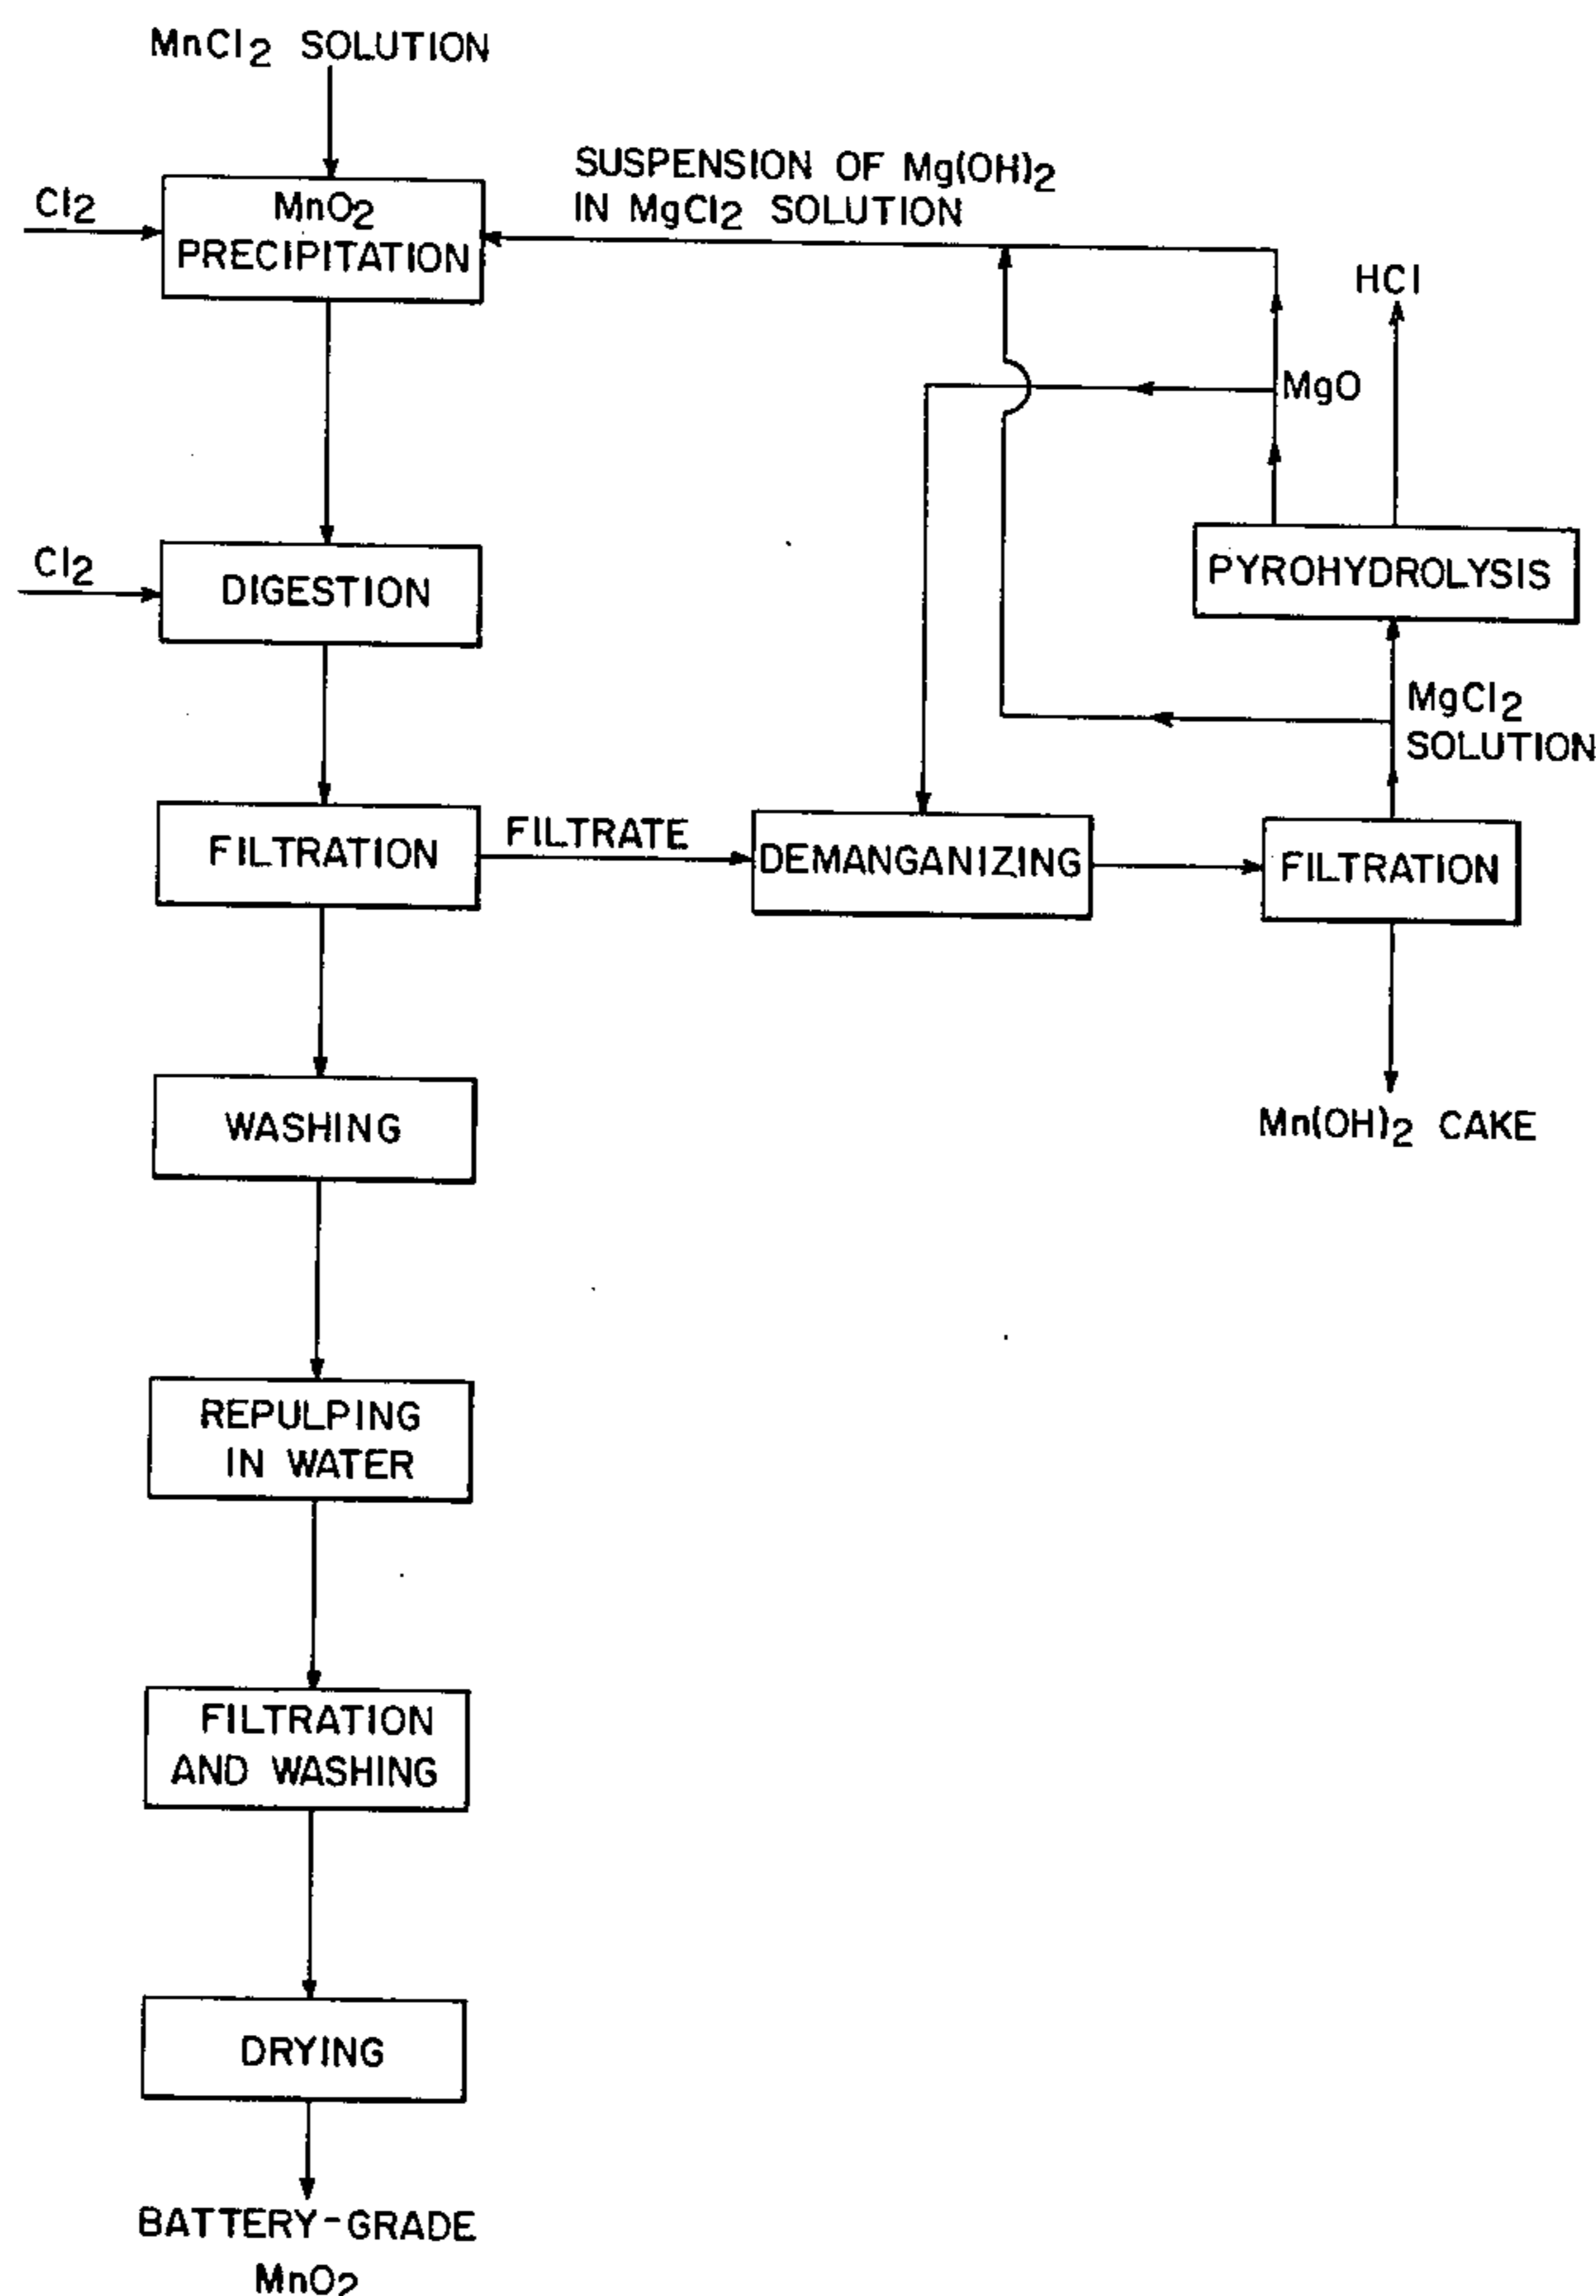 MnCl2 SOLUTION
Cl2
MnO2
PRECIPITATION
SUSPENSION OF Mg(OH)2
IN MgCl2 SOLUTION
HCl
MgO
Cl2
DIGESTION
PYROHYDROLYSIS
MgCl2
SOLUTION
FILTRATION
FILTRATE
DEMANGANIZING
FILTRATION
WASHING
Mn(OH)2 CAKE
REPULPING
IN WATER
FILTRATION
AND WASHING
DRYING
BATTERY-GRADE
MnO2